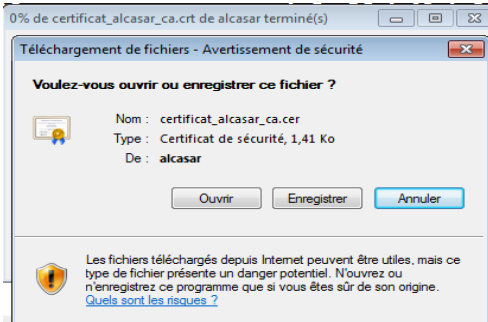 0% de certificat_alcasar_ca.crt de alcasar terminé(s)
Téléchargement de fichiers - Avertissement de sécurité
Voulez-vous ouvrir ou enregistrer ce fichier ?
Nom : certificat_alcasar_ca.cer
Type : Certificat de sécurité, 1,41 Ko
De : alcasar
Ouvrir Enregistrer Annuler
Les fichiers téléchargés depuis Internet peuvent être utiles, mais ce
type de fichier présente un danger potentiel. N'ouvrez ou
n'enregistrez ce programme que si vous êtes sûr de son origine.
Quels sont les risques ?